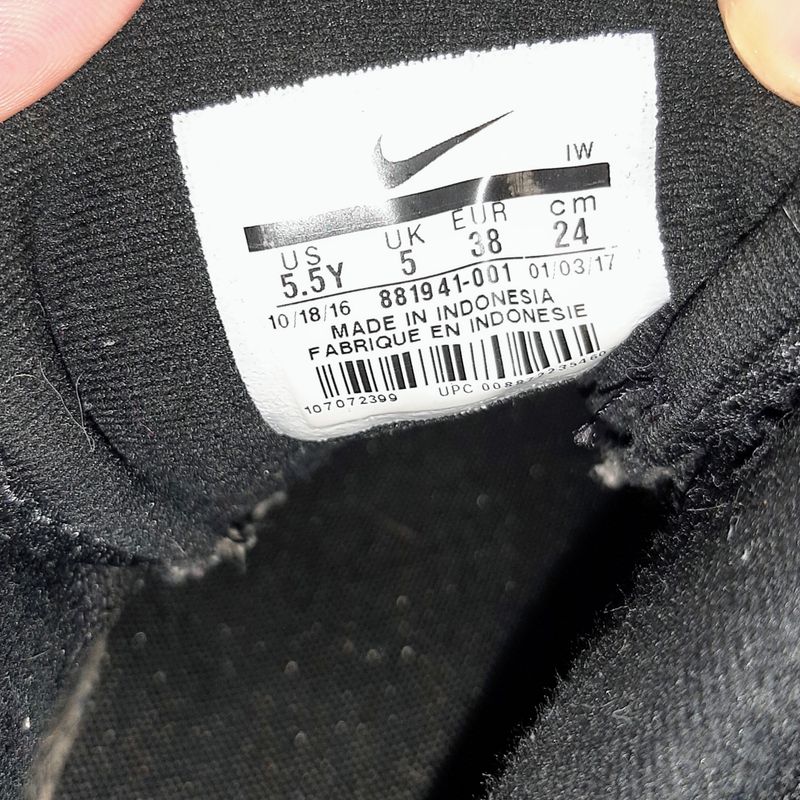 IW
US UK EUR cm
5.5Y 5 38 24
10/18/16 881941-001 01/03/17
MADE IN INDONESIA
FABRIQUE EN INDONESIE
107072399 UPC